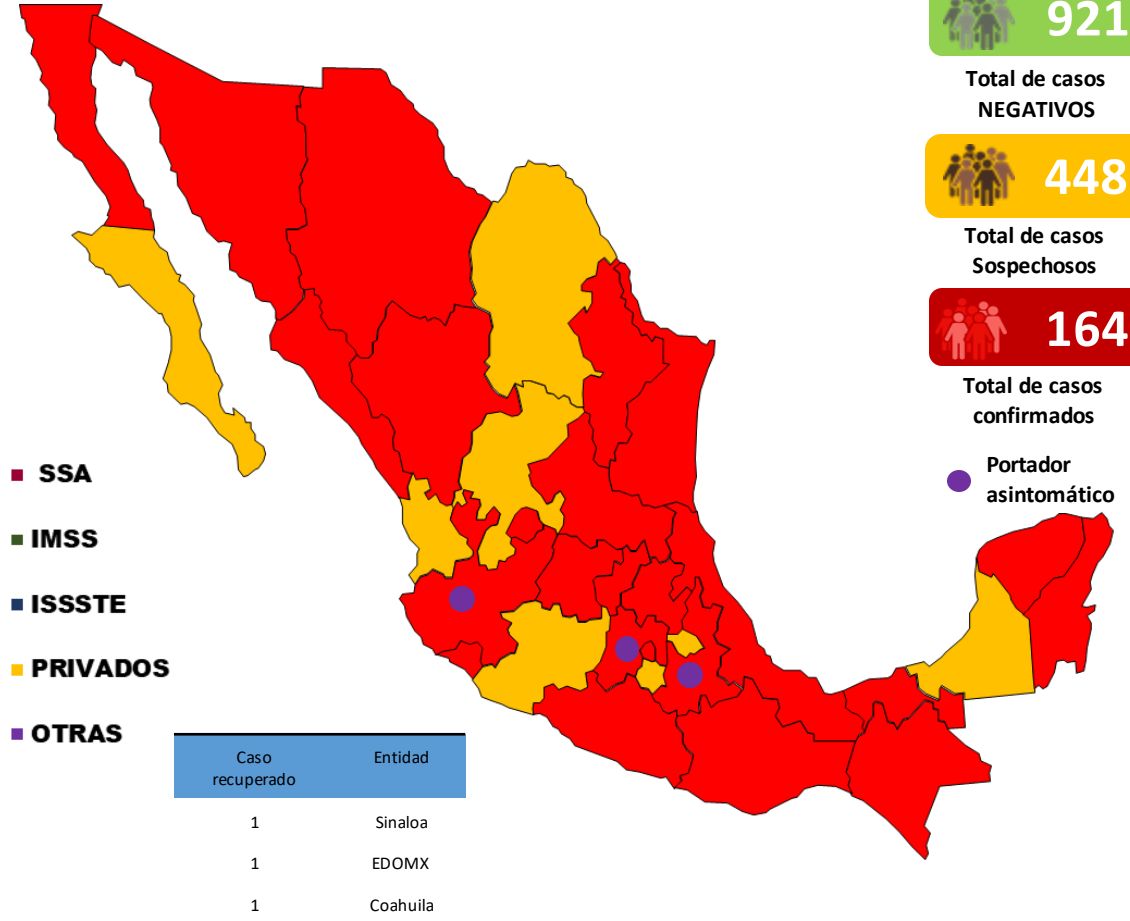 921
Total de casos
NEGATIVOS
448
Total de casos
Sospechosos
164
Total de casos
confirmados
Portador
asintomático
SSA
IMSS
ISSSTE
PRIVADOS
OTRAS
Caso recuperado Entidad
1 Sinaloa
1 EDOMX
1 Coahuila